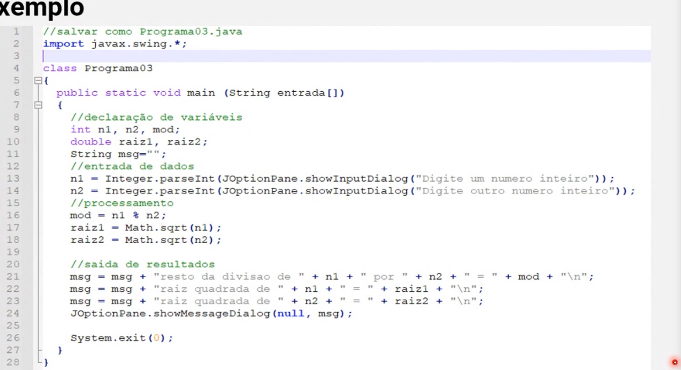 xemplo
1 //salvar como Programa03.java
2 import javax.swing.*;
3
4 class Programa03
5 {
6 public static void main (String entrada[])
7 {
8 //declaração de variáveis
9 int n1, n2, mod;
10 double raiz1, raiz2;
11 String msg="";
12 //entrada de dados
13 n1 = Integer.parseInt(JOptionPane.showInputDialog("Digite um numero inteiro"));
14 n2 = Integer.parseInt(JOptionPane.showInputDialog("Digite outro numero inteiro"));
15 //processamento
16 mod = n1 % n2;
17 raiz1 = Math.sqrt(n1);
18 raiz2 = Math.sqrt(n2);
19
20 //saida de resultados
21 msg = msg + "resto da divisao de " + n1 + " por " + n2 + " = " + mod + "\n";
22 msg = msg + "raiz quadrada de " + n1 + " = " + raiz1 + "\n";
23 msg = msg + "raiz quadrada de " + n2 + " = " + raiz2 + "\n";
24 JOptionPane.showMessageDialog(null, msg);
25
26 System.exit(0);
27 }
28 }